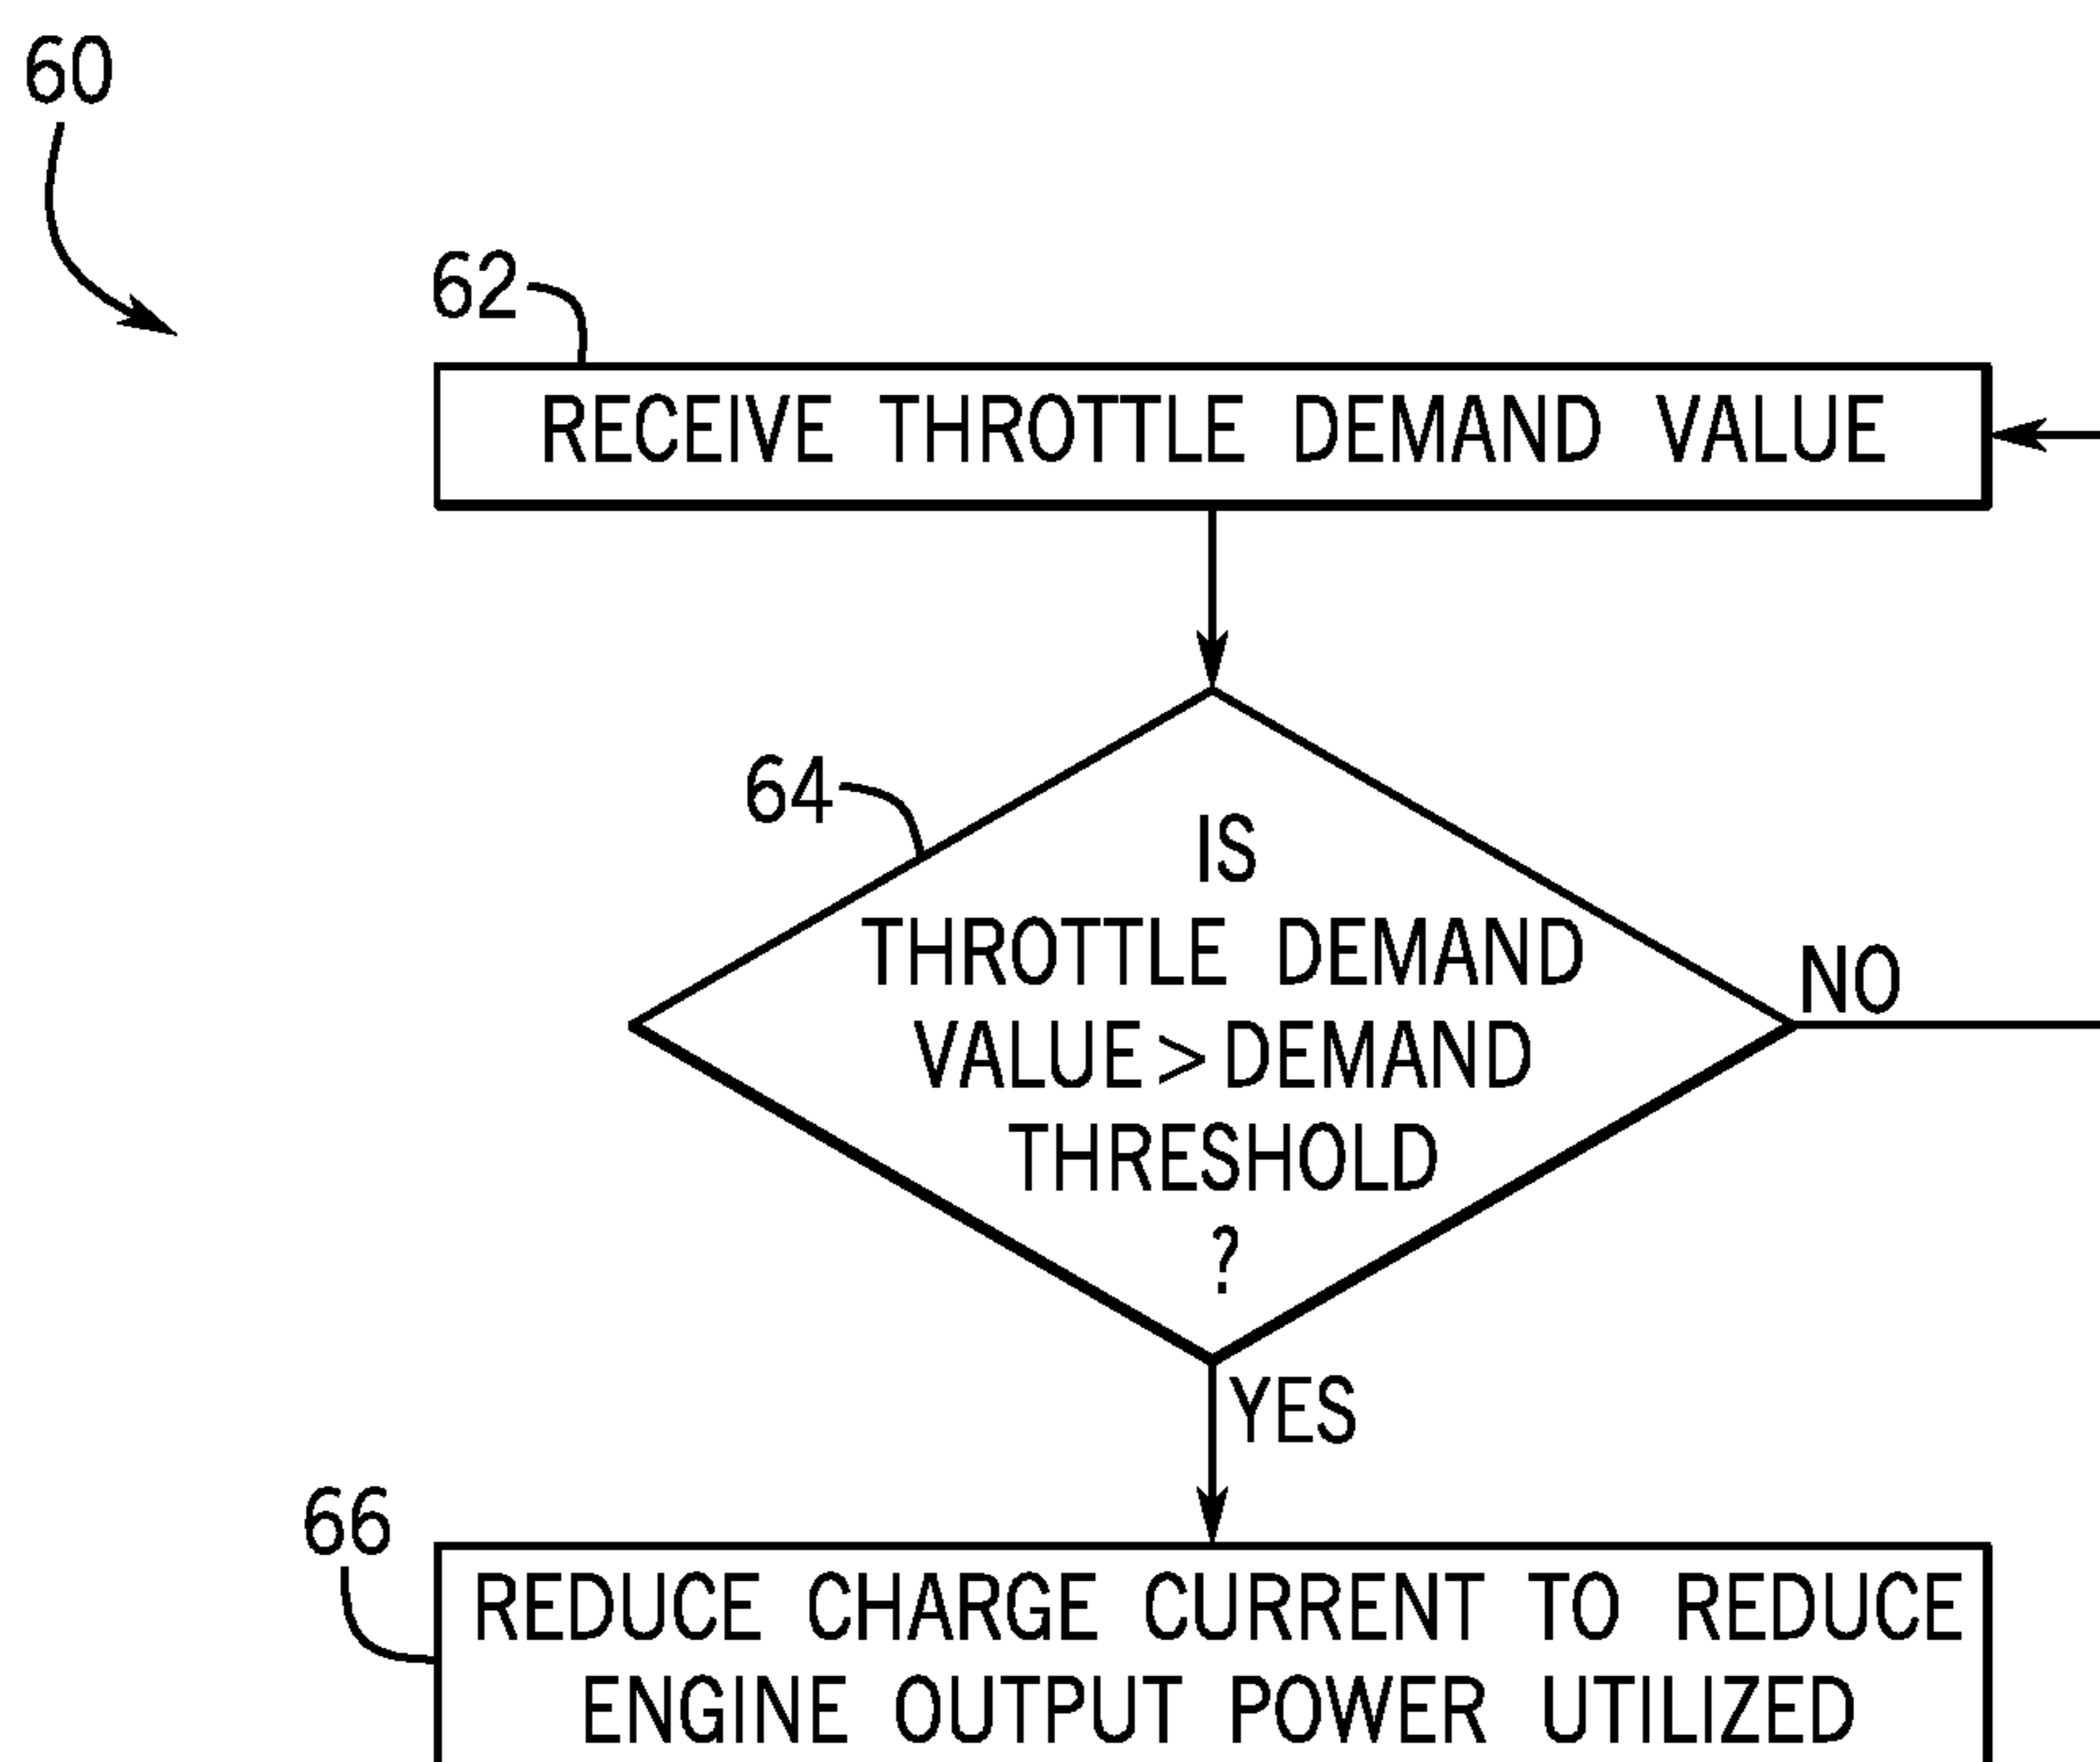 60
62
RECEIVE THROTTLE DEMAND VALUE
64
IS
THROTTLE DEMAND
VALUE > DEMAND
THRESHOLD
?
NO
YES
66
REDUCE CHARGE CURRENT TO REDUCE
ENGINE OUTPUT POWER UTILIZED